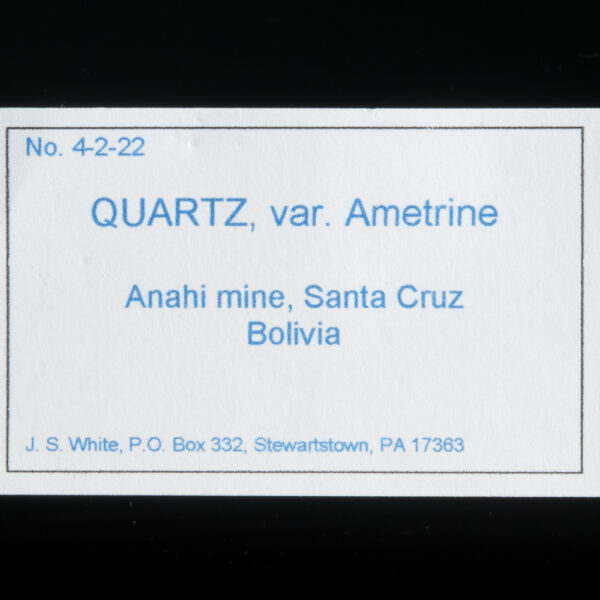 No. 4-2-22
QUARTZ, var. Ametrine
Anahi mine, Santa Cruz
Bolivia
J. S. White, P.O. Box 332, Stewartstown, PA 17363